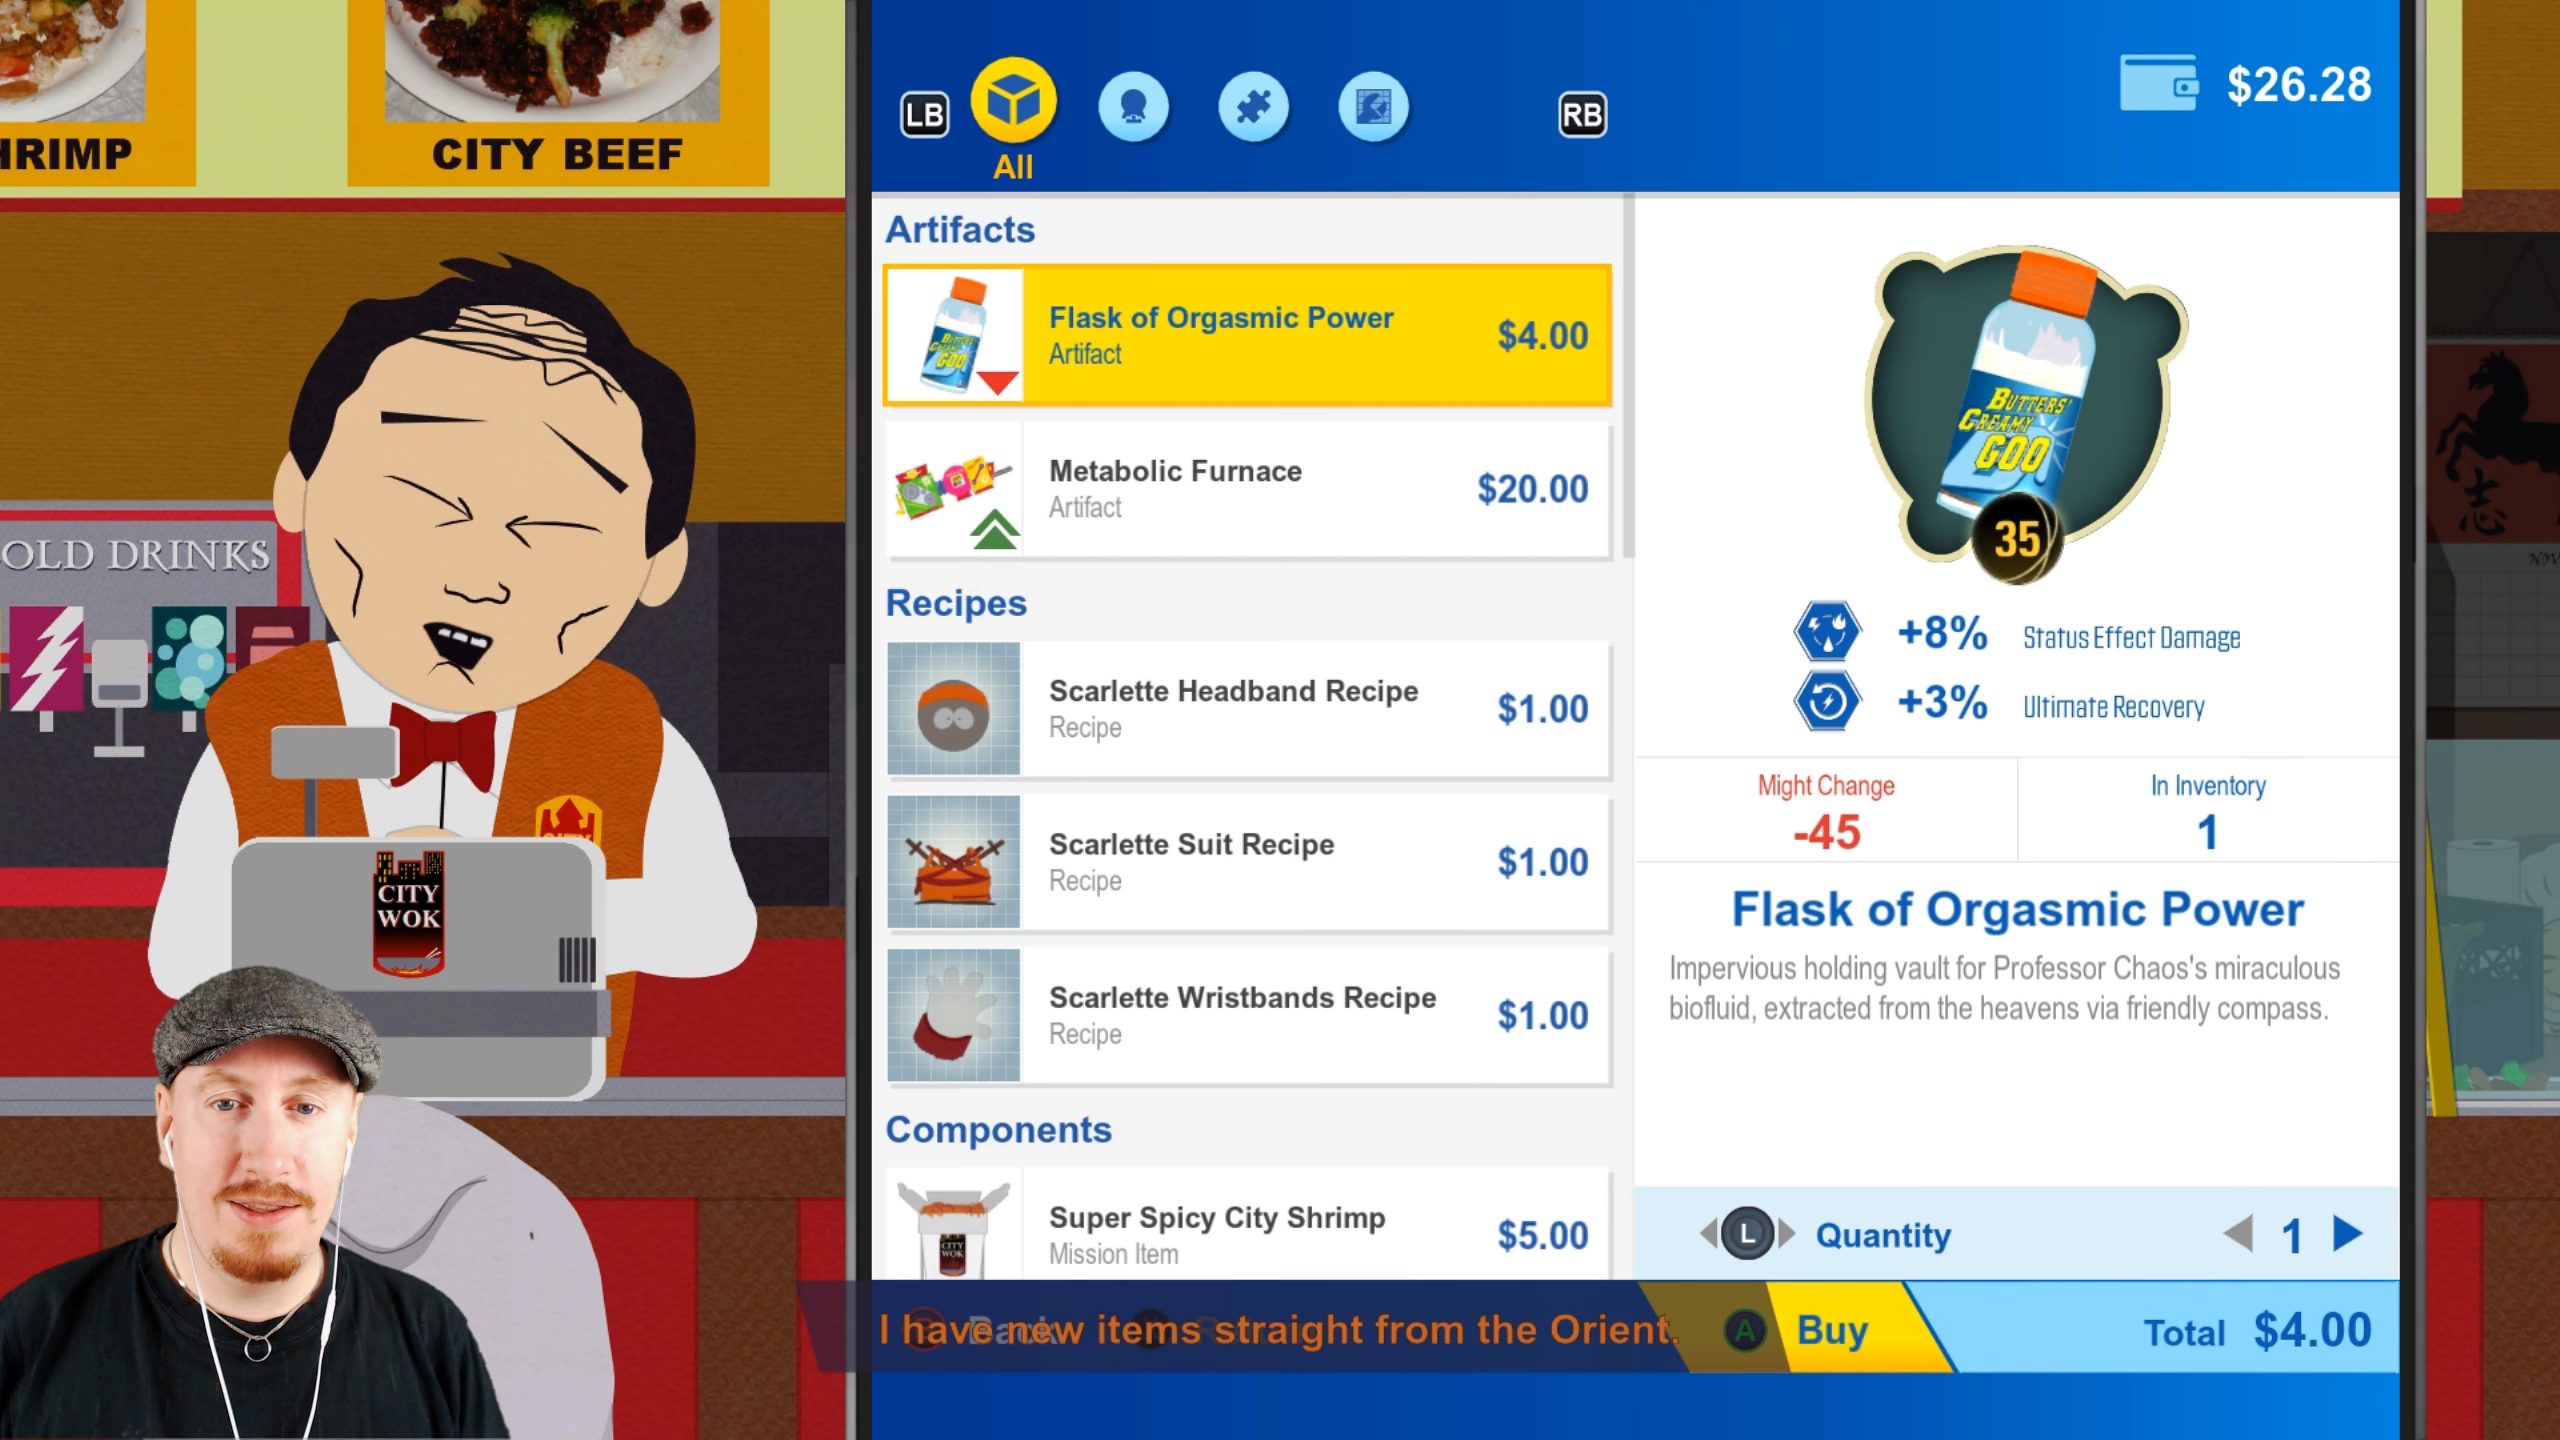 HRIMP
CITY BEEF
OLD DRINKS
CITY
WOK
LB
All
RB
$26.28
Artifacts
Flask of Orgasmic Power
Artifact
$4.00
Metabolic Furnace
Artifact
$20.00
Recipes
Scarlette Headband Recipe
Recipe
$1.00
Scarlette Suit Recipe
Recipe
$1.00
Scarlette Wristbands Recipe
Recipe
$1.00
Components
Super Spicy City Shrimp
Mission Item
$5.00
BUTTERS'
CREAMY
GOO
35
+8% Status Effect Damage
+3% Ultimate Recovery
Might Change
-45
In Inventory
1
Flask of Orgasmic Power
Impervious holding vault for Professor Chaos's miraculous
biofluid, extracted from the heavens via friendly compass.
L Quantity 1
I have new items straight from the Orient.
Back
A Buy
Total $4.00
志
NOV